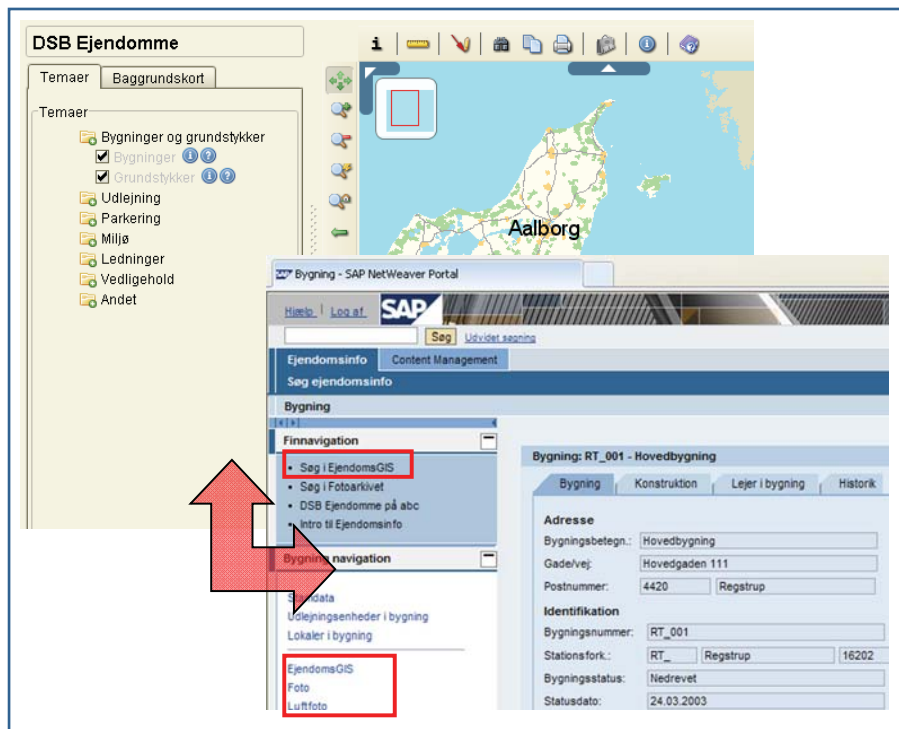 DSB Ejendomme
Temaer
Baggrundskort
Temaer
Bygninger og grundstykker
Bygninger
Grundstykker
Udlejning
Parkering
Miljø
Ledninger
Vedligehold
Andet
Aalborg
Bygning - SAP NetWeaver Portal
Hjælp | Log af
SAP
Søg
Udvidet søgning
Ejendomsinfo
Content Management
Søg ejendomsinfo
Bygning
Finnavigation
• Søg i EjendomsGIS
• Søg i Fotoarkivet
• DSB Ejendomme på abc
• Intro til Ejendomsinfo
Bygning navigation
Stamdata
Udlejningsenheder i bygning
Lokaler i bygning
EjendomsGIS
Foto
Luftfoto
Bygning: RT_001 - Hovedbygning
Bygning
Konstruktion
Lejer i bygning
Historik
Adresse
Bygningsbetegn.: Hovedbygning
Gade/vej: Hovedgaden 111
Postnummer: 4420 Regstrup
Identifikation
Bygningsnummer: RT_001
Stationsfork.: RT_ Regstrup 16202
Bygningsstatus: Nedrevet
Statusdato: 24.03.2003